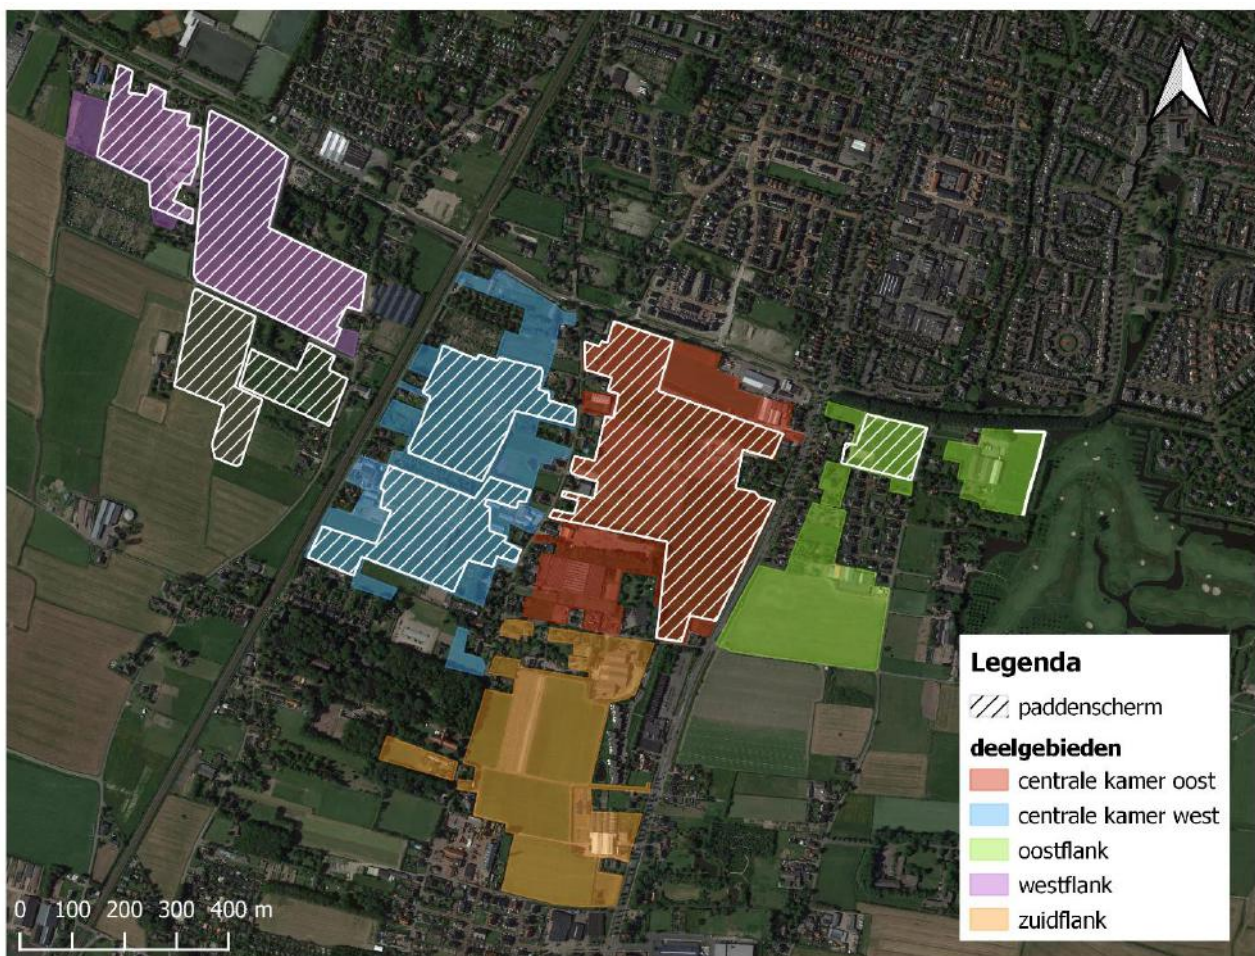 Legenda
paddenscherm
deelgebieden
centrale kamer oost
centrale kamer west
oostflank
westflank
zuidflank
0 100 200 300 400 m